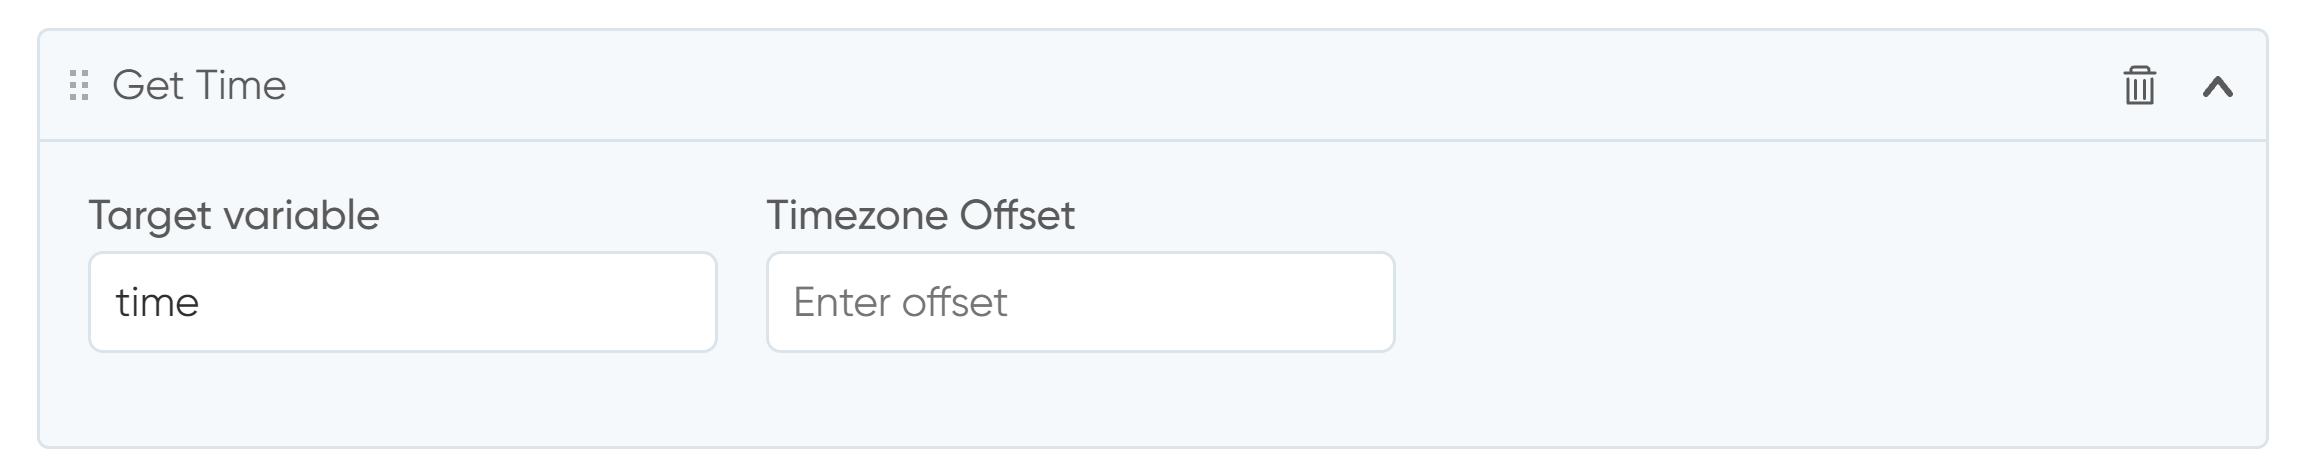 Get Time
Target variable
Timezone Offset
time
Enter offset